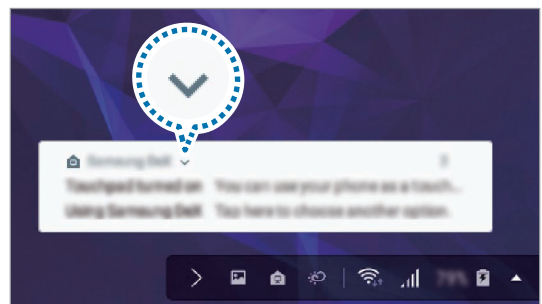 Samsung DeX
Touchpad turned on You can use your phone as a touch...
Using Samsung DeX Tap here to choose another option.
79%